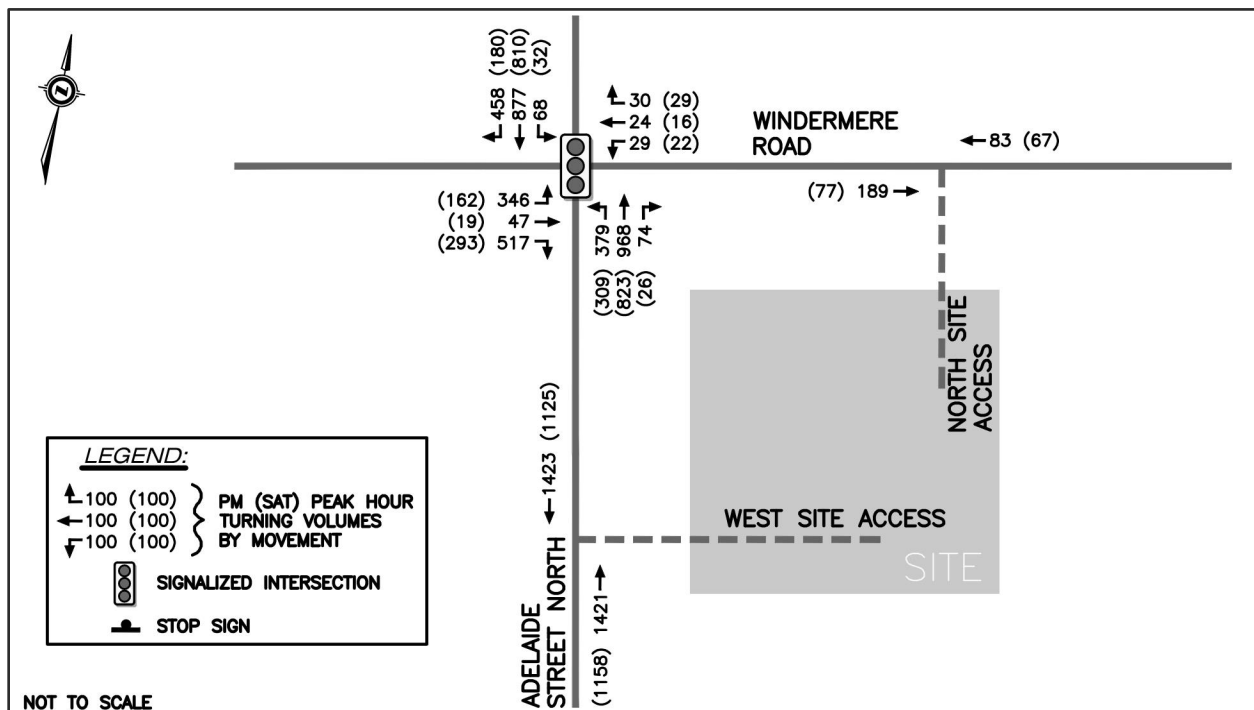 (180)
(810)
(32)
458
877
68
30 (29)
24 (16)
29 (22)
WINDERMERE
ROAD
83 (67)
(77) 189
(162) 346
(19) 47
(293) 517
379
968
74
(309)
(823)
(26)
NORTH SITE
ACCESS
1423 (1125)
WEST SITE ACCESS
SITE
ADELAIDE
STREET NORTH
(1158) 1421
LEGEND:
100 (100)
100 (100)
100 (100)
PM (SAT) PEAK HOUR
TURNING VOLUMES
BY MOVEMENT
SIGNALIZED INTERSECTION
STOP SIGN
NOT TO SCALE
N